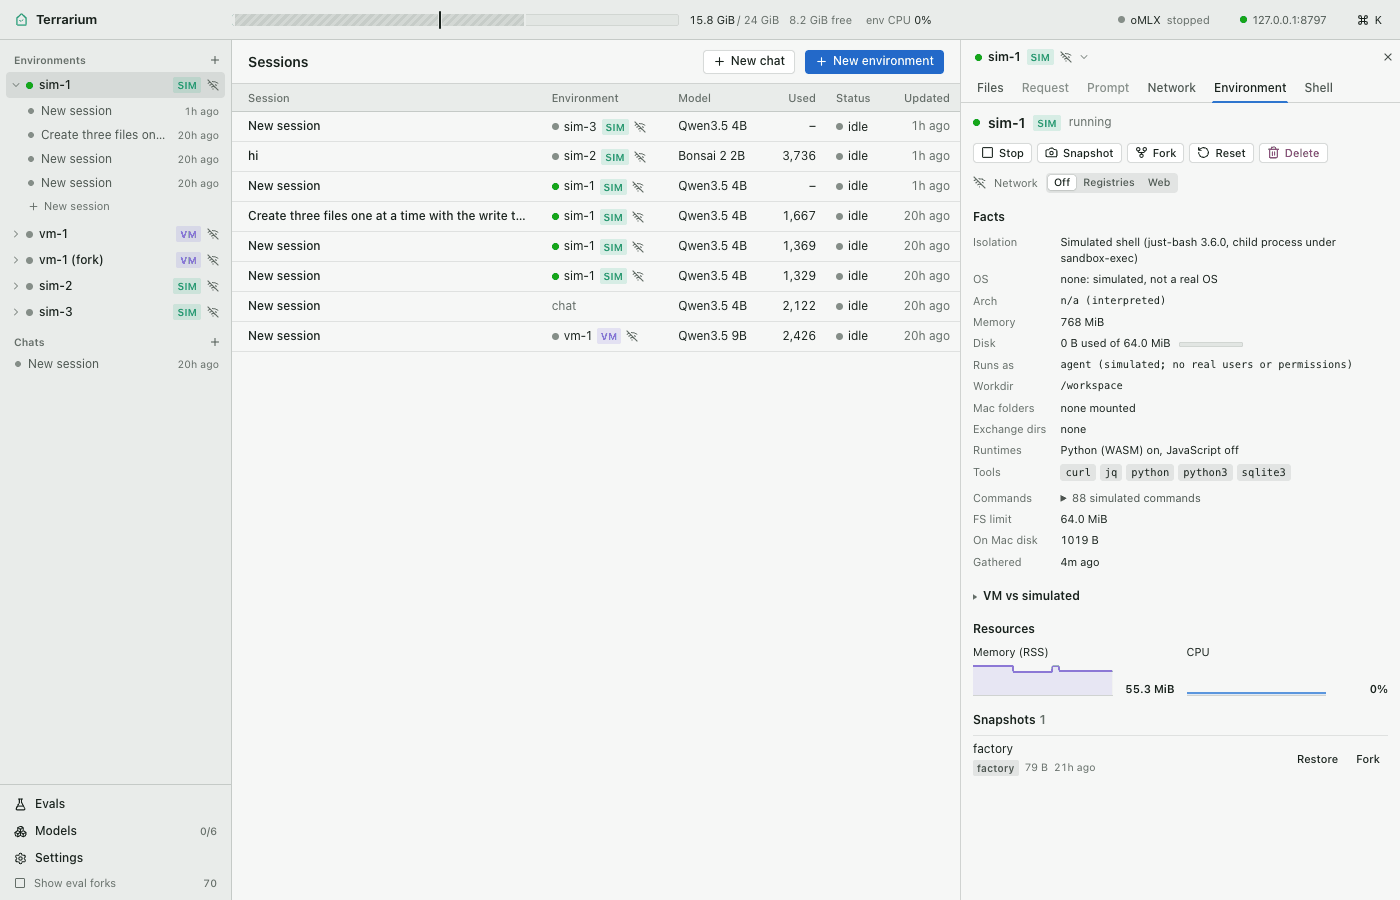 Terrarium
15.8 GiB / 24 GiB 8.2 GiB free env CPU 0%
oMLX stopped
127.0.0.1:8797
⌘ K
Environments +
sim-1 SIM
New session 1h ago
Create three files on... 20h ago
New session 20h ago
New session 20h ago
+ New session
vm-1 VM
vm-1 (fork) VM
sim-2 SIM
sim-3 SIM
Chats +
New session 20h ago
Evals
Models 0/6
Settings
Show eval forks 70
Sessions
+ New chat
+ New environment
Session Environment Model Used Status Updated
New session sim-3 SIM Qwen3.5 4B – idle 1h ago
hi sim-2 SIM Bonsai 2 2B 3,736 idle 1h ago
New session sim-1 SIM Qwen3.5 4B – idle 1h ago
Create three files one at a time with the write t... sim-1 SIM Qwen3.5 4B 1,667 idle 20h ago
New session sim-1 SIM Qwen3.5 4B 1,369 idle 20h ago
New session sim-1 SIM Qwen3.5 4B 1,329 idle 20h ago
New session chat Qwen3.5 4B 2,122 idle 20h ago
New session vm-1 VM Qwen3.5 9B 2,426 idle 20h ago
sim-1 SIM
Files Request Prompt Network Environment Shell
sim-1 SIM running
Stop Snapshot Fork Reset Delete
Network Off Registries Web
Facts
Isolation Simulated shell (just-bash 3.6.0, child process under
sandbox-exec)
OS none: simulated, not a real OS
Arch n/a (interpreted)
Memory 768 MiB
Disk 0 B used of 64.0 MiB
Runs as agent (simulated; no real users or permissions)
Workdir /workspace
Mac folders none mounted
Exchange dirs none
Runtimes Python (WASM) on, JavaScript off
Tools curl jq python python3 sqlite3
Commands 88 simulated commands
FS limit 64.0 MiB
On Mac disk 1019 B
Gathered 4m ago
VM vs simulated
Resources
Memory (RSS) CPU
55.3 MiB 0%
Snapshots 1
factory
factory 79 B 21h ago
Restore Fork